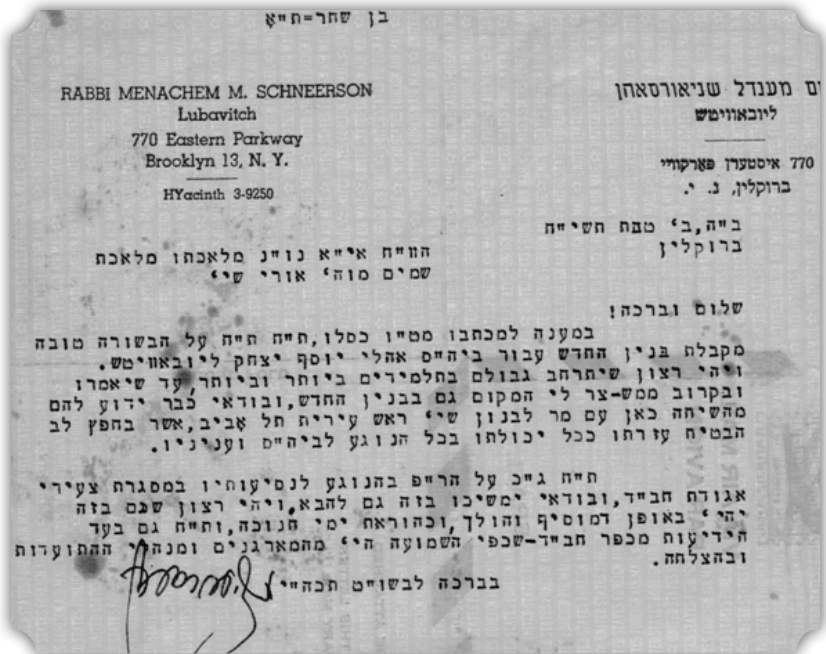 בן שחר=ת"א
RABBI MENACHEM M. SCHNEERSON
Lubavitch
770 Eastern Parkway
Brooklyn 13, N. Y.
HYacinth 3-9250
ם מענדל שניאורסאהן
ליובאוויטש
770 איסטערן פארקוויי
ברוקלין, נ. י.
ב"ה, ב' טבת תשי"ח
ברוקלין
הוו"ח אי"א נו"נ מלאכתו מלאכת
שמים מוה' אורי שי'
שלום וברכה!
במענה למכתבו מט"ו כסלו, ת"ח ת"ח על הבשורה טובה
מקבלת בנין החדש עבור ביה"ס אהלי יוסף יצחק ליובאוויטש.
ויהי רצון שיתרחב גבולם בתלמידים ביותר וביותר, עד שיאמרו
ובקרוב ממש-צר לי המקום גם בבנין החדש, ובודאי כבר ידוע להם
מהשיחה כאן עם מר לבנון שי' ראש עירית תל אביב, אשר בחפץ לב
הבטיח עזרתו ככל יכולתו בכל הנוגע לביה"ס ועניניו.
ת"ח ג"כ על הר"פ בהנוגע לנסיעותיו במסגרת צעירי
אגודת חב"ד, ובודאי ימשיכו בזה גם להבא, ויהי רצון שגם בזה
יהי' באופן דמוסיף והולך, וכהוראת ימי חנוכה, ות"ח גם בעד
הידיעות מכפר חב"ד-שכפי השמועה הי' מהמארגנים ומנהלי ההתועדות
ובהצלחה.
בברכה לבשו"ט תכה"י